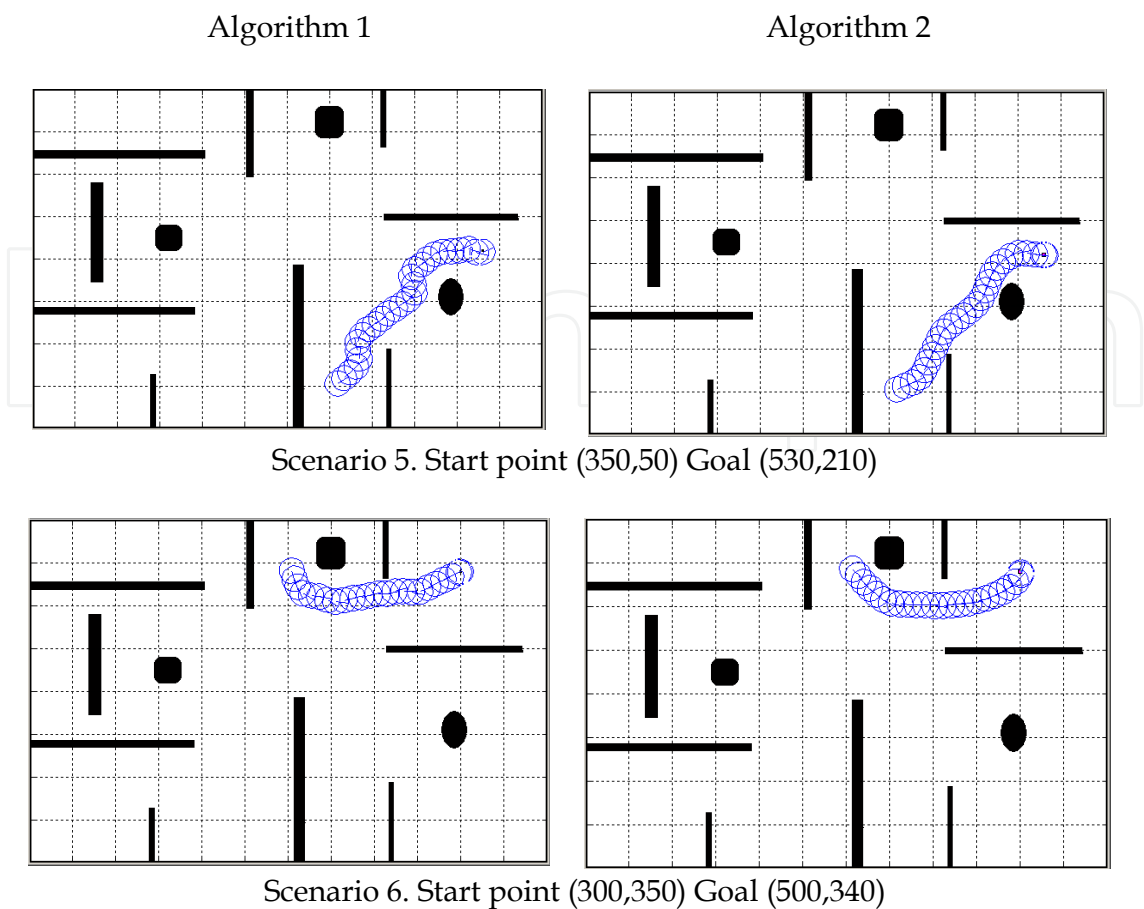 Algorithm 1
Algorithm 2
Scenario 5. Start point (350,50) Goal (530,210)
Scenario 6. Start point (300,350) Goal (500,340)